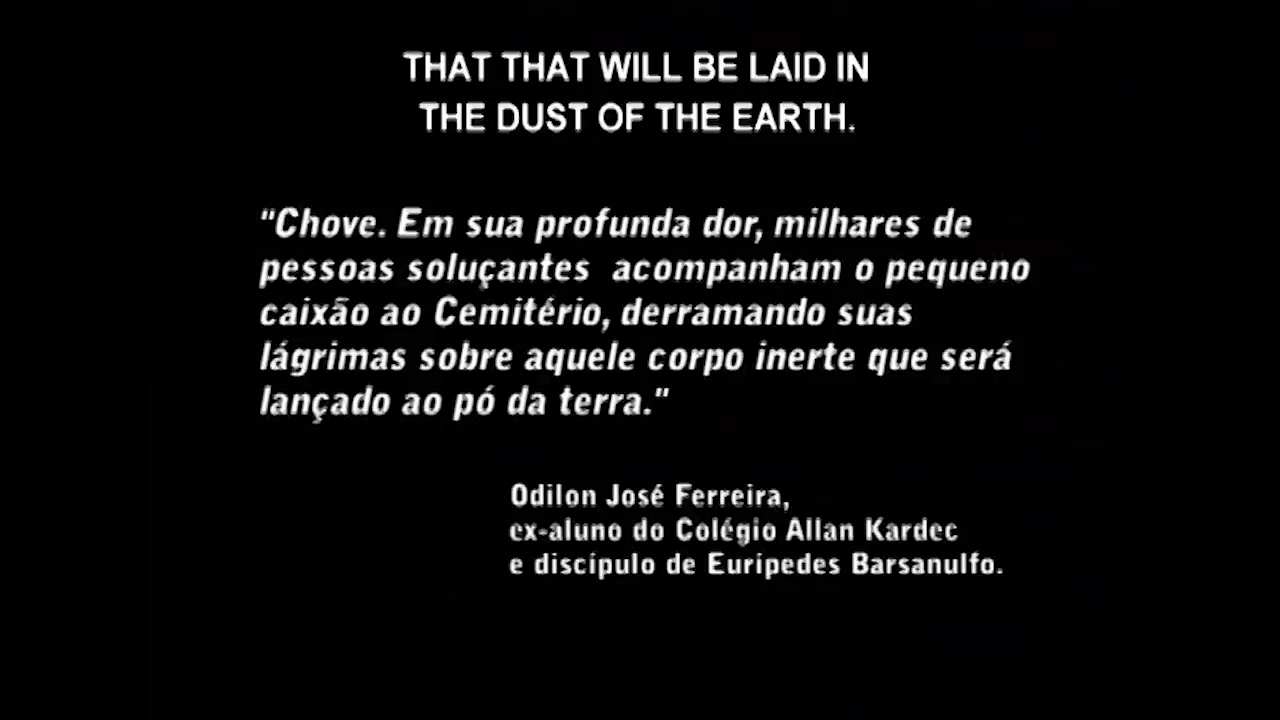 THAT THAT WILL BE LAID IN
THE DUST OF THE EARTH.
"Chove. Em sua profunda dor, milhares de
pessoas soluçantes acompanham o pequeno
caixão ao Cemitério, derramando suas
lágrimas sobre aquele corpo inerte que será
lançado ao pó da terra."
Odilon José Ferreira,
ex-aluno do Colégio Allan Kardec
e discípulo de Eurípedes Barsanulfo.